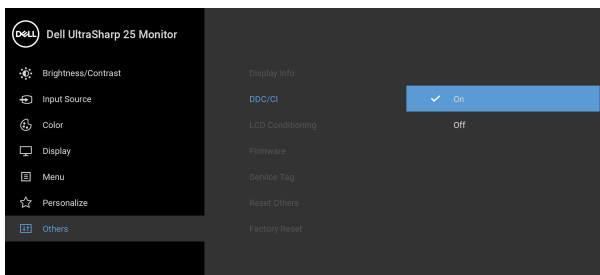 DELL Dell UltraSharp 25 Monitor
Brightness/Contrast
Display Info
Input Source
DDC/CI
On
Color
LCD Conditioning
Off
Display
Firmware
Menu
Service Tag
Personalize
Reset Others
Others
Factory Reset